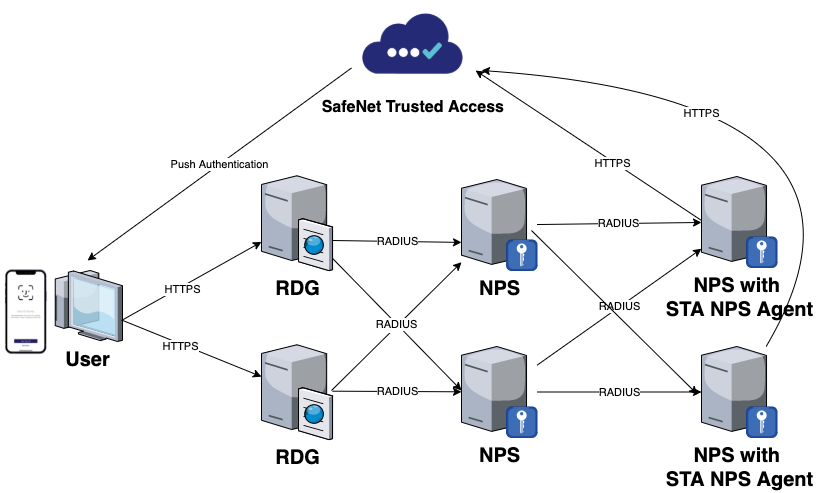 SafeNet Trusted Access
HTTPS
Push Authentication
HTTPS
RADIUS
RADIUS
HTTPS
RDG
NPS
NPS with
STA NPS Agent
RADIUS
RADIUS
HTTPS
User
RADIUS
RADIUS
RDG
NPS
NPS with
STA NPS Agent